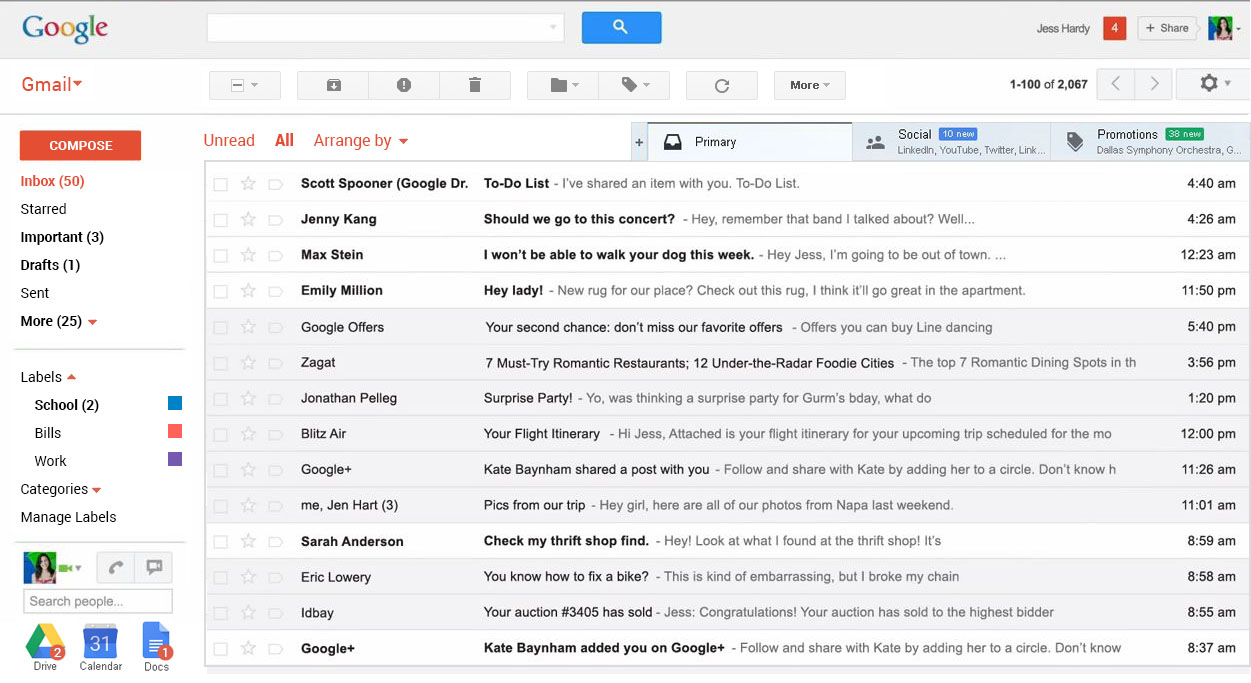 Google
Jess Hardy 4 + Share
Gmail
More
1-100 of 2,067
COMPOSE
Inbox (50)
Starred
Important (3)
Drafts (1)
Sent
More (25)
Labels
School (2)
Bills
Work
Categories
Manage Labels
Search people...
31
2
1
Drive Calendar Docs
Unread All Arrange by
+ Primary
Social 10 new
LinkedIn, YouTube, Twitter, Link...
Promotions 38 new
Dallas Symphony Orchestra, G...
Scott Spooner (Google Dr. To-Do List - I've shared an item with you. To-Do List. 4:40 am
Jenny Kang Should we go to this concert? - Hey, remember that band I talked about? Well... 4:26 am
Max Stein I won't be able to walk your dog this week. - Hey Jess, I'm going to be out of town. ... 12:23 am
Emily Million Hey lady! - New rug for our place? Check out this rug, I think it'll go great in the apartment. 11:50 pm
Google Offers Your second chance: don't miss our favorite offers - Offers you can buy Line dancing 5:40 pm
Zagat 7 Must-Try Romantic Restaurants; 12 Under-the-Radar Foodie Cities - The top 7 Romantic Dining Spots in th 3:56 pm
Jonathan Pelleg Surprise Party! - Yo, was thinking a surprise party for Gurm's bday, what do 1:20 pm
Blitz Air Your Flight Itinerary - Hi Jess, Attached is your flight itinerary for your upcoming trip scheduled for the mo 12:00 pm
Google+ Kate Baynham shared a post with you - Follow and share with Kate by adding her to a circle. Don't know h 11:26 am
me, Jen Hart (3) Pics from our trip - Hey girl, here are all of our photos from Napa last weekend. 11:01 am
Sarah Anderson Check my thrift shop find. - Hey! Look at what I found at the thrift shop! It's 8:59 am
Eric Lowery You know how to fix a bike? - This is kind of embarrassing, but I broke my chain 8:58 am
Idbay Your auction #3405 has sold - Jess: Congratulations! Your auction has sold to the highest bidder 8:55 am
Google+ Kate Baynham added you on Google+ - Follow and share with Kate by adding her to a circle. Don't know 8:37 am